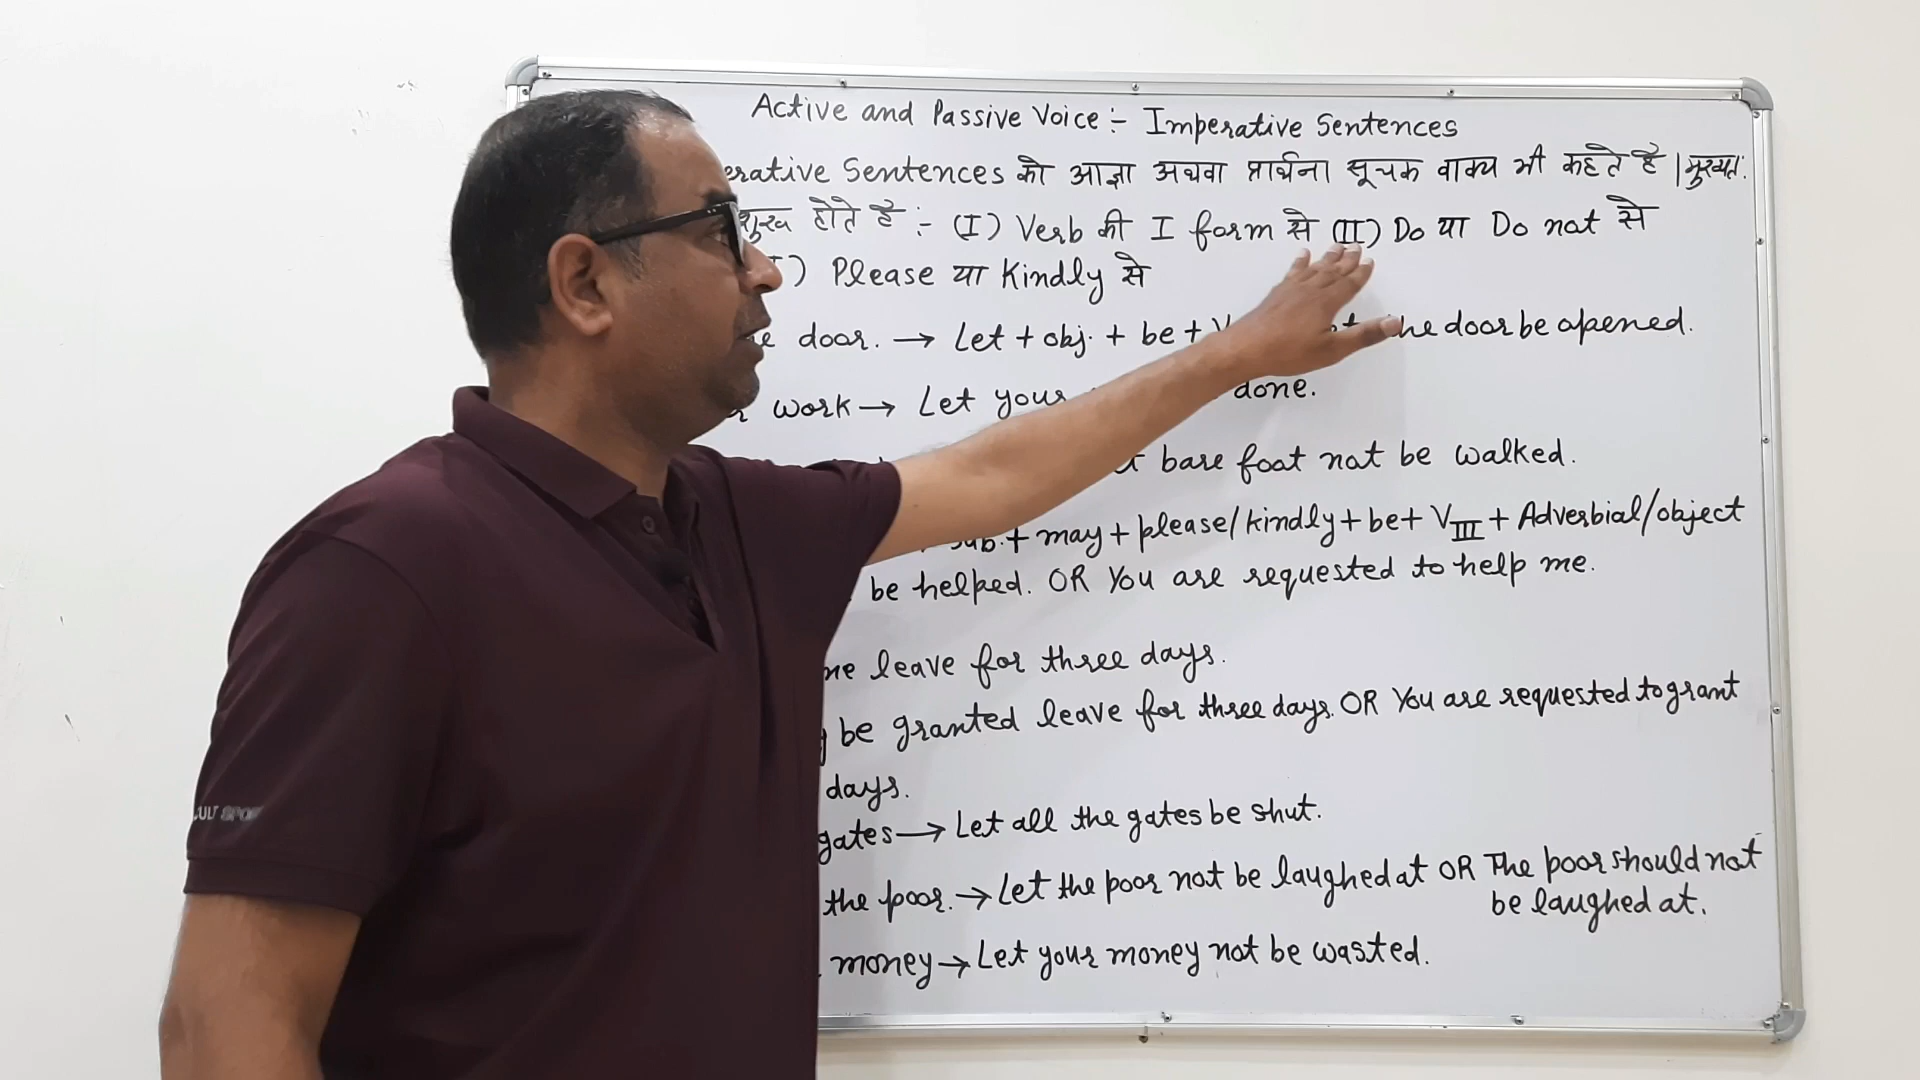 Active and Passive Voice :- Imperative Sentences
Sentences को आज्ञा अथवा प्रार्थना सूचक वाक्य भी कहते है | मुख्यत:
होते है :- (I) Verb की I form से (II) Do या Do not से
) Please या Kindly से
door. → Let + obj. + be + the door be opened.
work → Let your done.
bare foot not be walked.
sub. + may + please/kindly + be + VIII + Adverbial/object
be helped. OR You are requested to help me.
leave for three days.
be granted leave for three days. OR You are requested to grant
days.
gates → Let all the gates be shut.
the poor. → Let the poor not be laughed at OR The poor should not
be laughed at.
money → Let your money not be wasted.